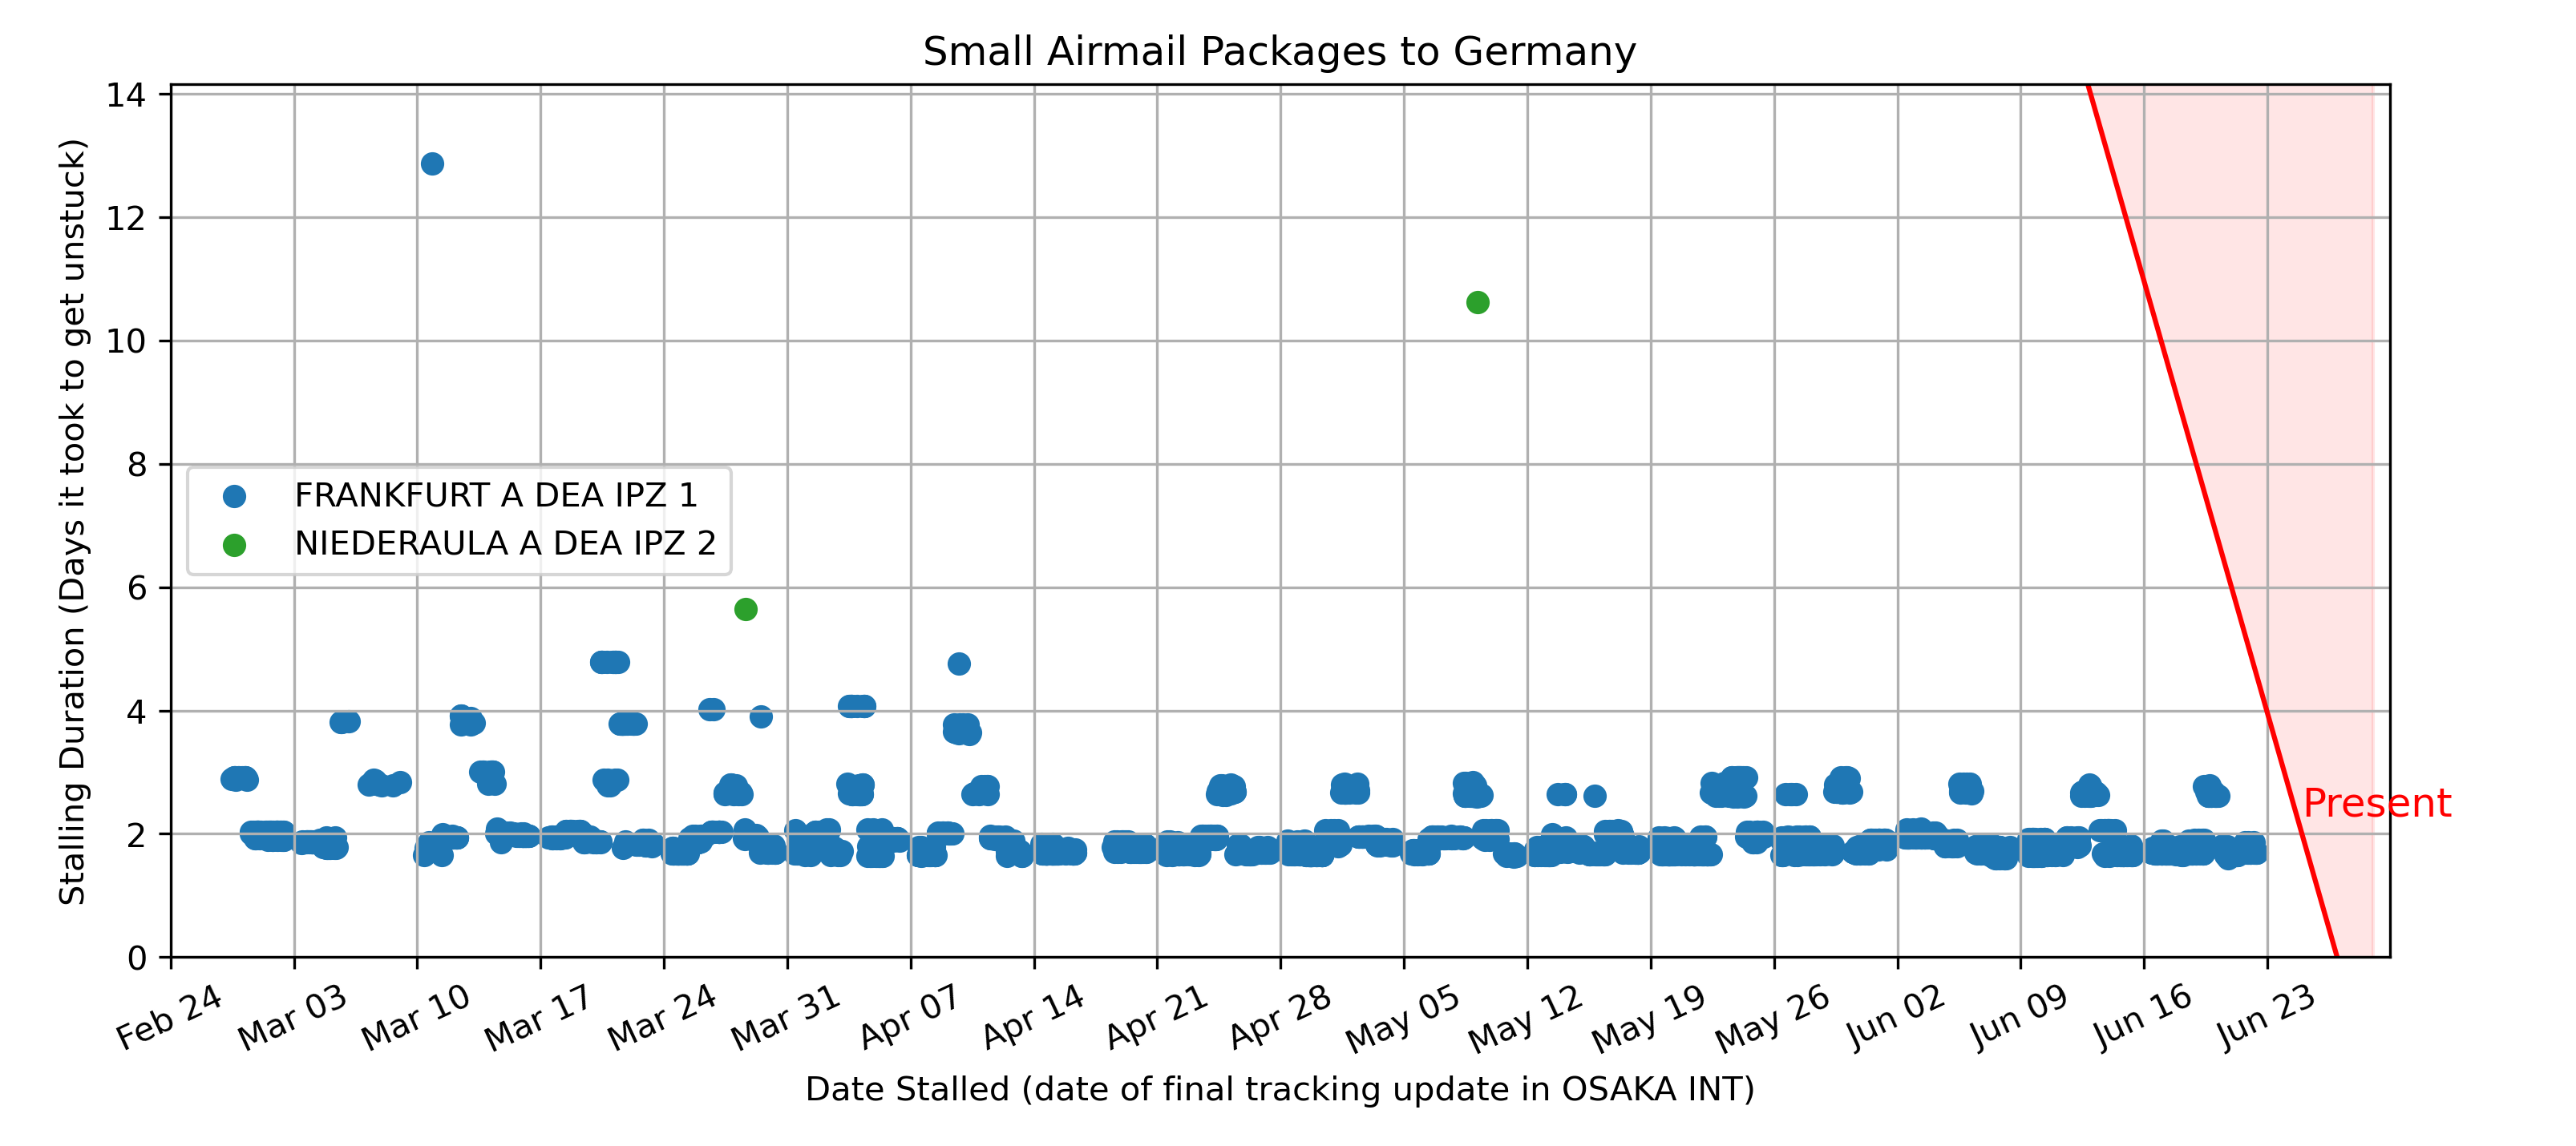 Small Airmail Packages to Germany
Stalling Duration (Days it took to get unstuck)
14
12
10
8
6
4
2
0
FRANKFURT A DEA IPZ 1
NIEDERAULA A DEA IPZ 2
Present
Feb 24
Mar 03
Mar 10
Mar 17
Mar 24
Mar 31
Apr 07
Apr 14
Apr 21
Apr 28
May 05
May 12
May 19
May 26
Jun 02
Jun 09
Jun 16
Jun 23
Date Stalled (date of final tracking update in OSAKA INT)